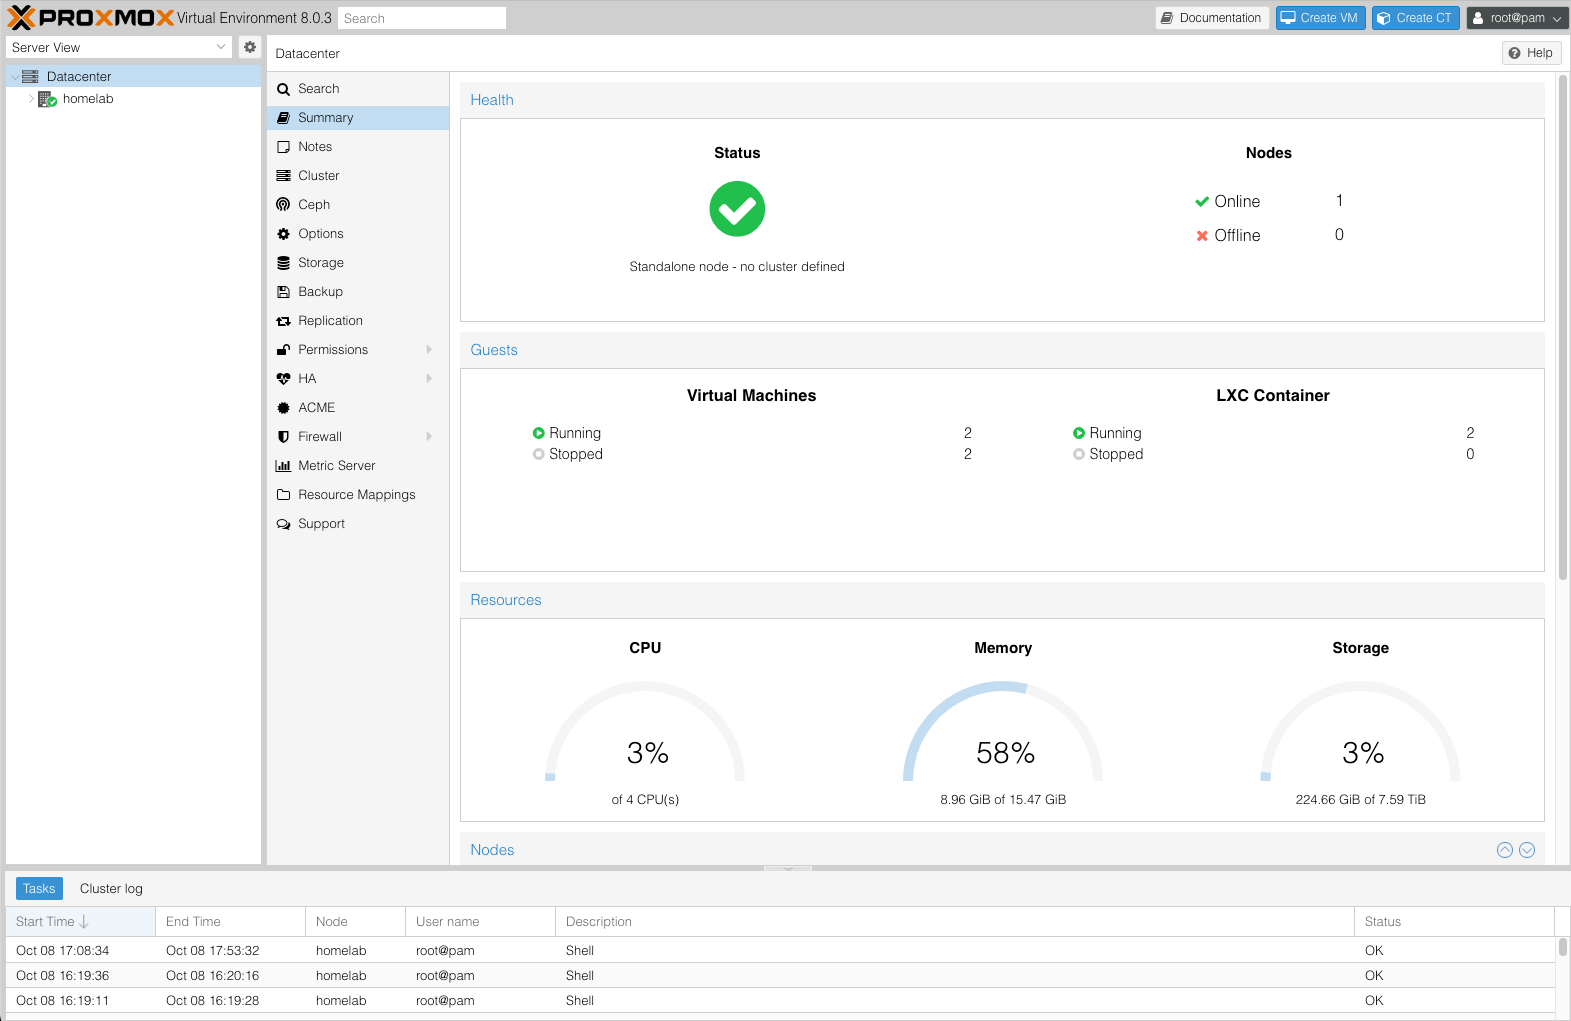 PROXMOX Virtual Environment 8.0.3 Search Documentation Create VM Create CT root@pam
Server View
Datacenter
homelab
Datacenter Help
Search
Summary
Notes
Cluster
Ceph
Options
Storage
Backup
Replication
Permissions
HA
ACME
Firewall
Metric Server
Resource Mappings
Support
Health
Status
Standalone node - no cluster defined
Nodes
Online 1
Offline 0
Guests
Virtual Machines
Running 2
Stopped 2
LXC Container
Running 2
Stopped 0
Resources
CPU
3%
of 4 CPU(s)
Memory
58%
8.96 GiB of 15.47 GiB
Storage
3%
224.66 GiB of 7.59 TiB
Nodes
Tasks Cluster log
Start Time End Time Node User name Description Status
Oct 08 17:08:34 Oct 08 17:53:32 homelab root@pam Shell OK
Oct 08 16:19:36 Oct 08 16:20:16 homelab root@pam Shell OK
Oct 08 16:19:11 Oct 08 16:19:28 homelab root@pam Shell OK